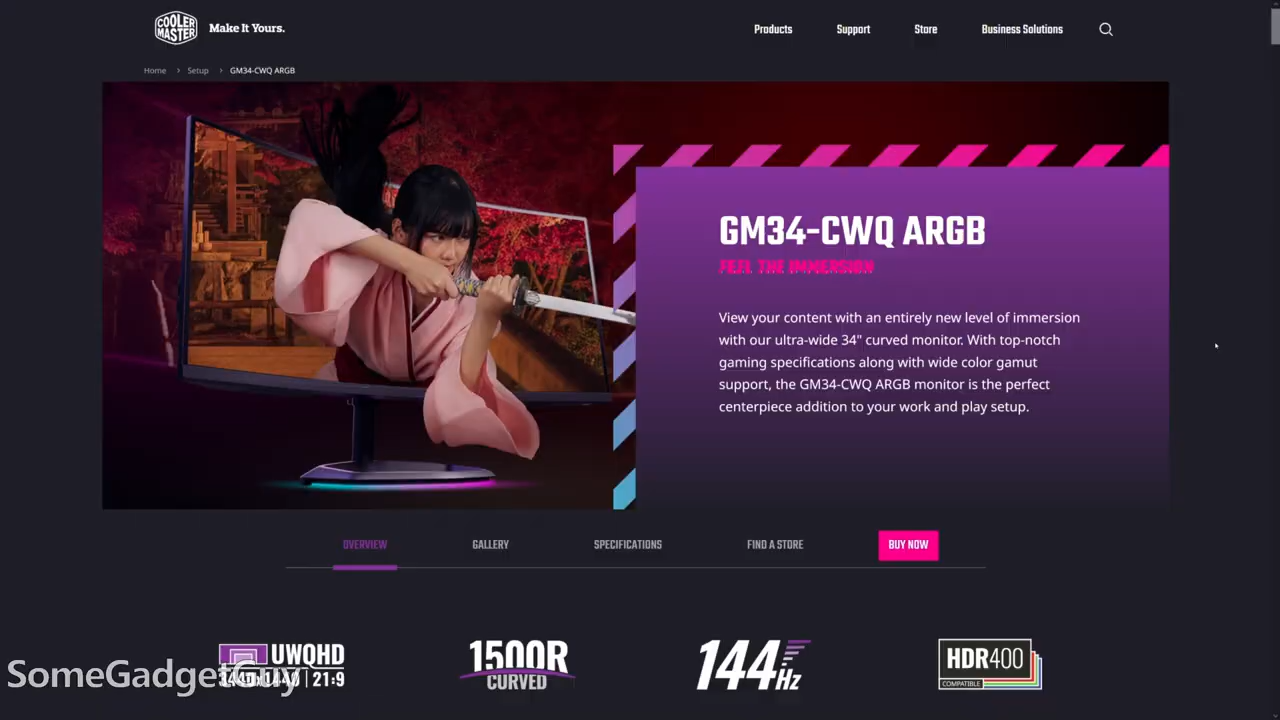 COOLER MASTER
Make It Yours.
Products
Support
Store
Business Solutions
Home > Setup > GM34-CWQ ARGB
GM34-CWQ ARGB
FEEL THE IMMERSION
View your content with an entirely new level of immersion
with our ultra-wide 34" curved monitor. With top-notch
gaming specifications along with wide color gamut
support, the GM34-CWQ ARGB monitor is the perfect
centerpiece addition to your work and play setup.
OVERVIEW
GALLERY
SPECIFICATIONS
FIND A STORE
BUY NOW
UWQHD
3440x1440 | 21:9
1500R
CURVED
144Hz
HDR400
COMPATIBLE
SomeGadgetGuy